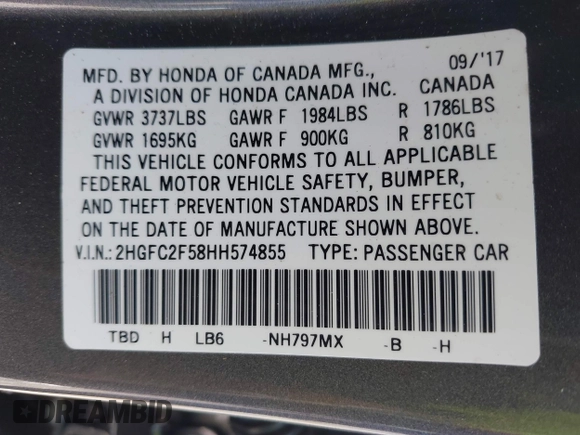 09/'17
MFD. BY HONDA OF CANADA MFG., CANADA
A DIVISION OF HONDA CANADA INC.
GVWR 3737LBS GAWR F 1984LBS R 1786LBS
GVWR 1695KG GAWR F 900KG R 810KG
THIS VEHICLE CONFORMS TO ALL APPLICABLE
FEDERAL MOTOR VEHICLE SAFETY, BUMPER,
AND THEFT PREVENTION STANDARDS IN EFFECT
ON THE DATE OF MANUFACTURE SHOWN ABOVE.
V.I.N.: 2HGFC2F58HH574855 TYPE: PASSENGER CAR
TBD H LB6 -NH797MX -B -H
DREAMBID